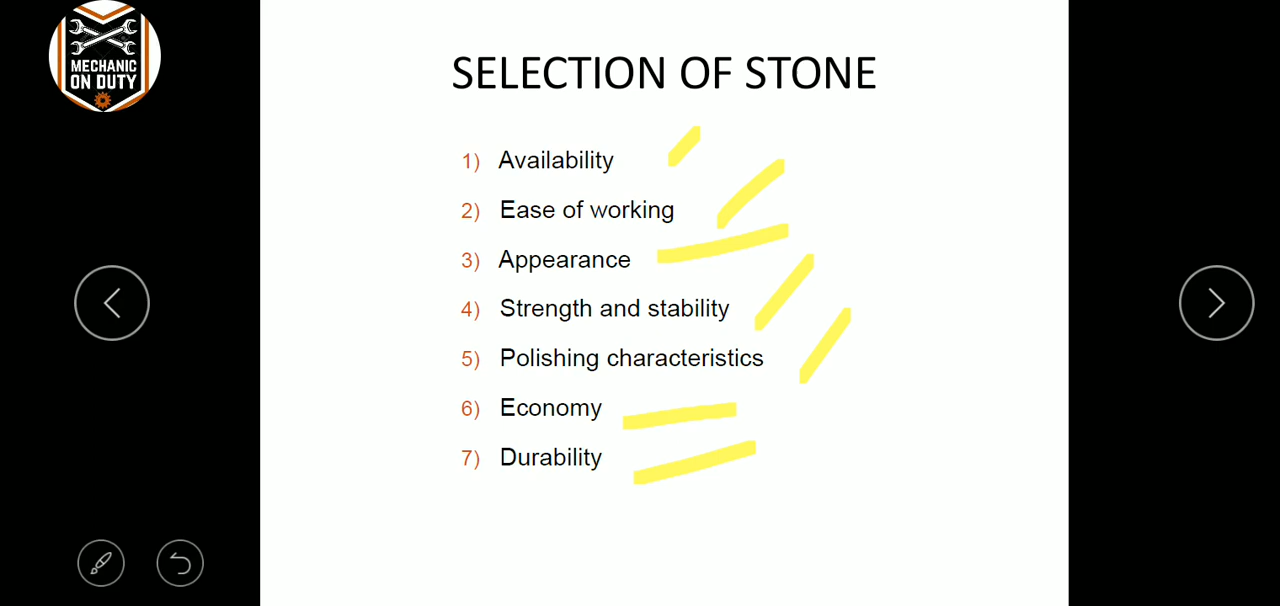 MECHANIC
ON DUTY
SELECTION OF STONE
1) Availability
2) Ease of working
3) Appearance
4) Strength and stability
5) Polishing characteristics
6) Economy
7) Durability